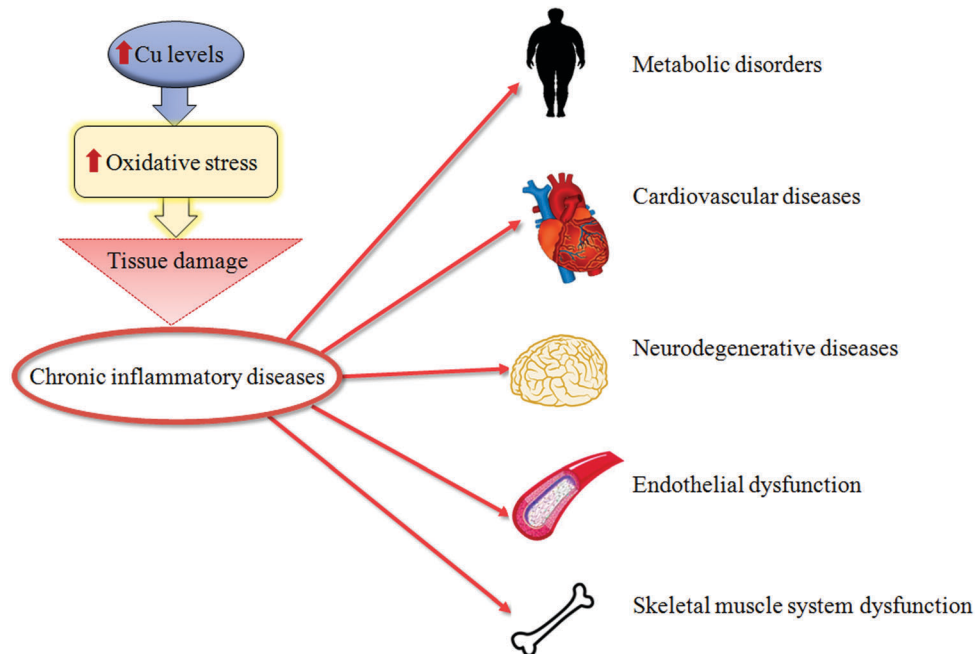 Cu levels
Oxidative stress
Tissue damage
Chronic inflammatory diseases
Metabolic disorders
Cardiovascular diseases
Neurodegenerative diseases
Endothelial dysfunction
Skeletal muscle system dysfunction